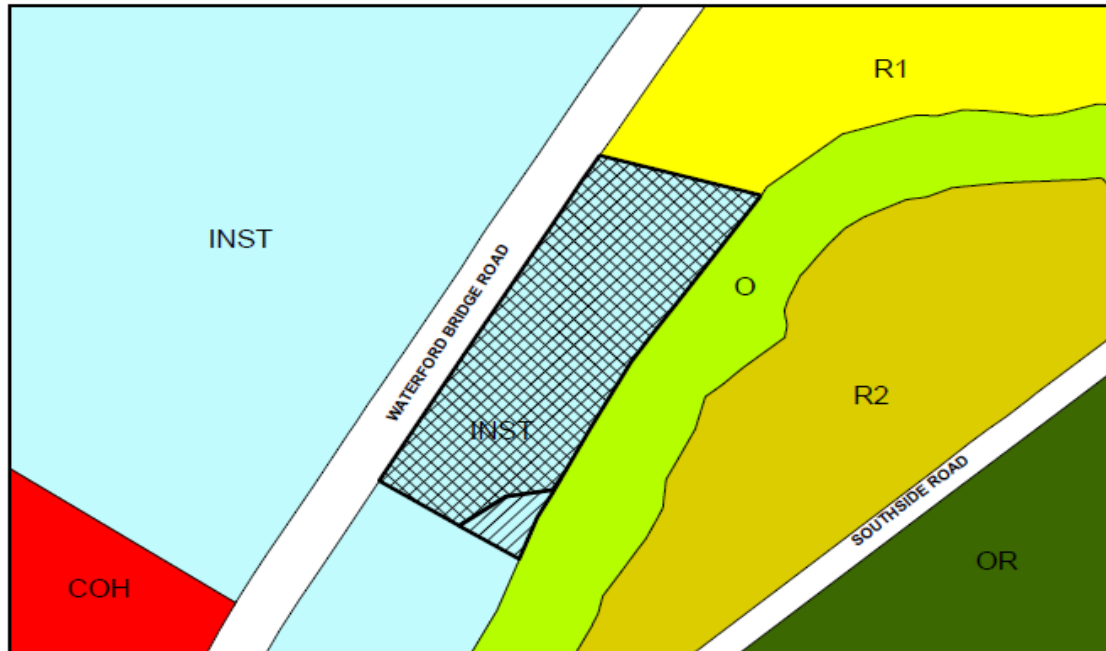 R1
INST
WATERFORD BRIDGE ROAD
O
R2
INST
SOUTHSIDE ROAD
OR
COH